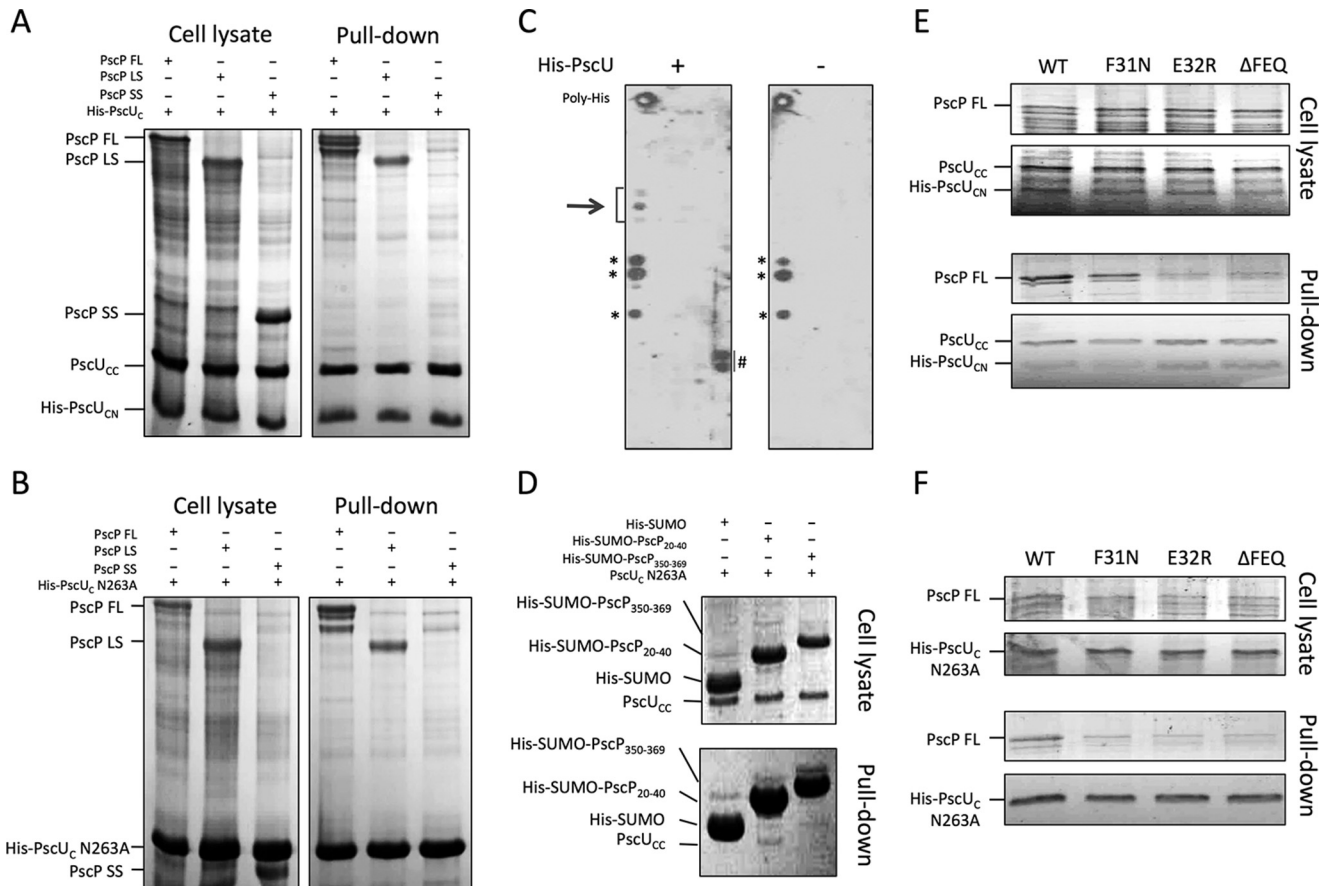 A
Cell lysate Pull-down
PscP FL + – – + – –
PscP LS – + – – + –
PscP SS – – + – – +
His-PscUC + + + + + +
PscP FL
PscP LS
PscP SS
PscUCC
His-PscUCN
B
Cell lysate Pull-down
PscP FL + – – + – –
PscP LS – + – – + –
PscP SS – – + – – +
His-PscUC N263A + + + + + +
PscP FL
PscP LS
His-PscUC N263A
PscP SS
C
His-PscU + –
Poly-His
* *
* *
* *
#
D
His-SUMO + – –
His-SUMO-PscP20-40 – + –
His-SUMO-PscP350-369 – – +
PscUC N263A + + +
His-SUMO-PscP350-369
His-SUMO-PscP20-40
His-SUMO
PscUCC
Cell lysate
His-SUMO-PscP350-369
His-SUMO-PscP20-40
His-SUMO
PscUCC
Pull-down
E
WT F31N E32R ΔFEQ
PscP FL
PscUCC
His-PscUCN
Cell lysate
PscP FL
PscUCC
His-PscUCN
Pull-down
F
WT F31N E32R ΔFEQ
PscP FL
His-PscUC
N263A
Cell lysate
PscP FL
His-PscUC
N263A
Pull-down